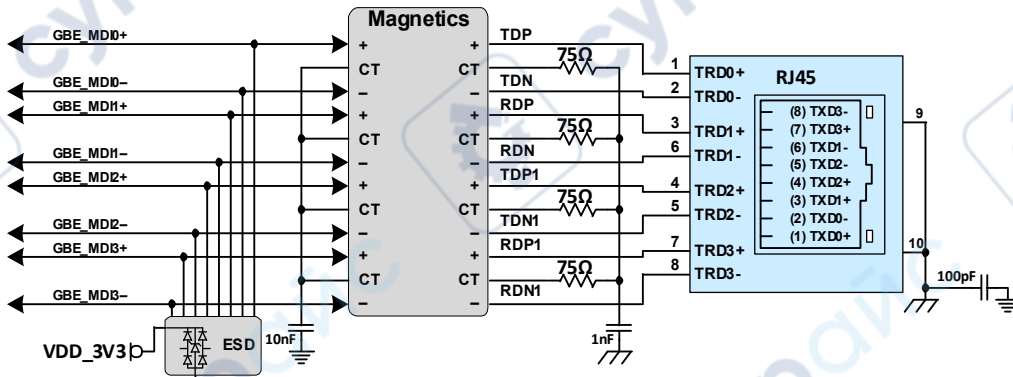 Magnetics
GBE_MDI0+
GBE_MDI0-
GBE_MDI1+
GBE_MDI1-
GBE_MDI2+
GBE_MDI2-
GBE_MDI3+
GBE_MDI3-
+
CT
-
+
CT
-
+
CT
-
+
CT
-
+
CT
-
+
CT
-
+
CT
-
+
CT
-
TDP
75Ω
TDN
RDP
75Ω
RDN
TDP1
75Ω
TDN1
RDP1
75Ω
RDN1
1 TRD0+
2 TRD0-
3 TRD1+
6 TRD1-
4 TRD2+
5 TRD2-
7 TRD3+
8 TRD3-
RJ45
(8) TXD3-
(7) TXD3+
(6) TXD1-
(5) TXD2-
(4) TXD2+
(3) TXD1+
(2) TXD0-
(1) TXD0+
9
10
100pF
VDD_3V3
ESD
10nF
1nF